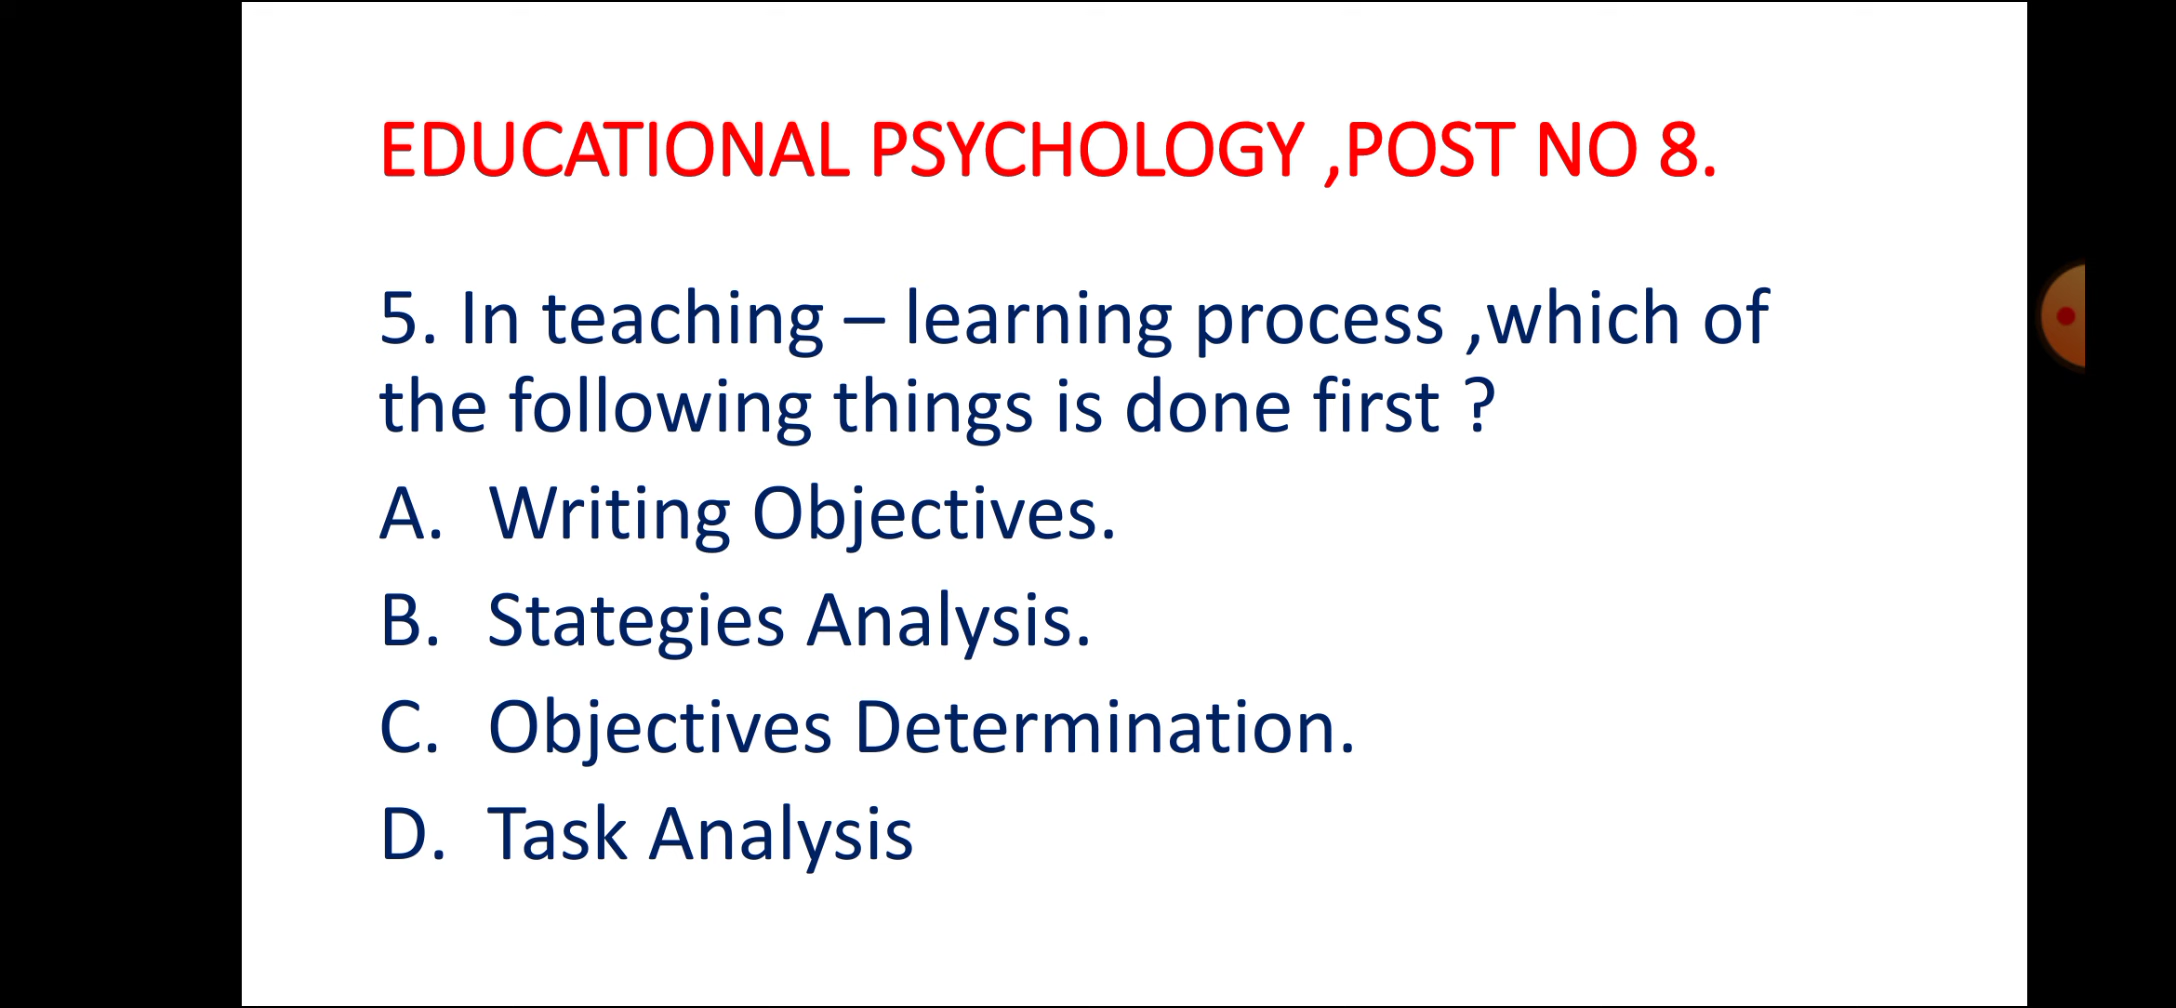 EDUCATIONAL PSYCHOLOGY ,POST NO 8.
5. In teaching – learning process ,which of
the following things is done first ?
A. Writing Objectives.
B. Stategies Analysis.
C. Objectives Determination.
D. Task Analysis